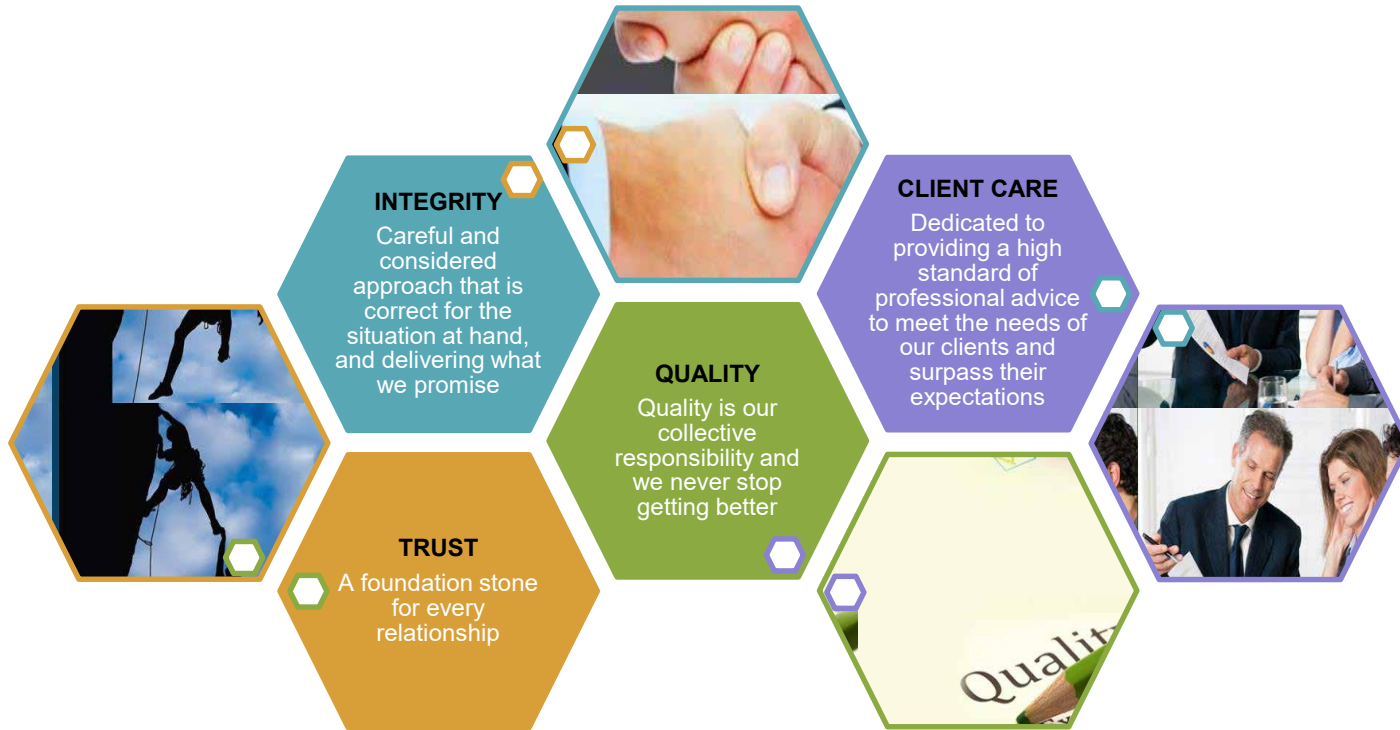 INTEGRITY
Careful and
considered
approach that is
correct for the
situation at hand,
and delivering what
we promise
TRUST
A foundation stone
for every
relationship
QUALITY
Quality is our
collective
responsibility and
we never stop
getting better
CLIENT CARE
Dedicated to
providing a high
standard of
professional advice
to meet the needs of
our clients and
surpass their
expectations
Quality